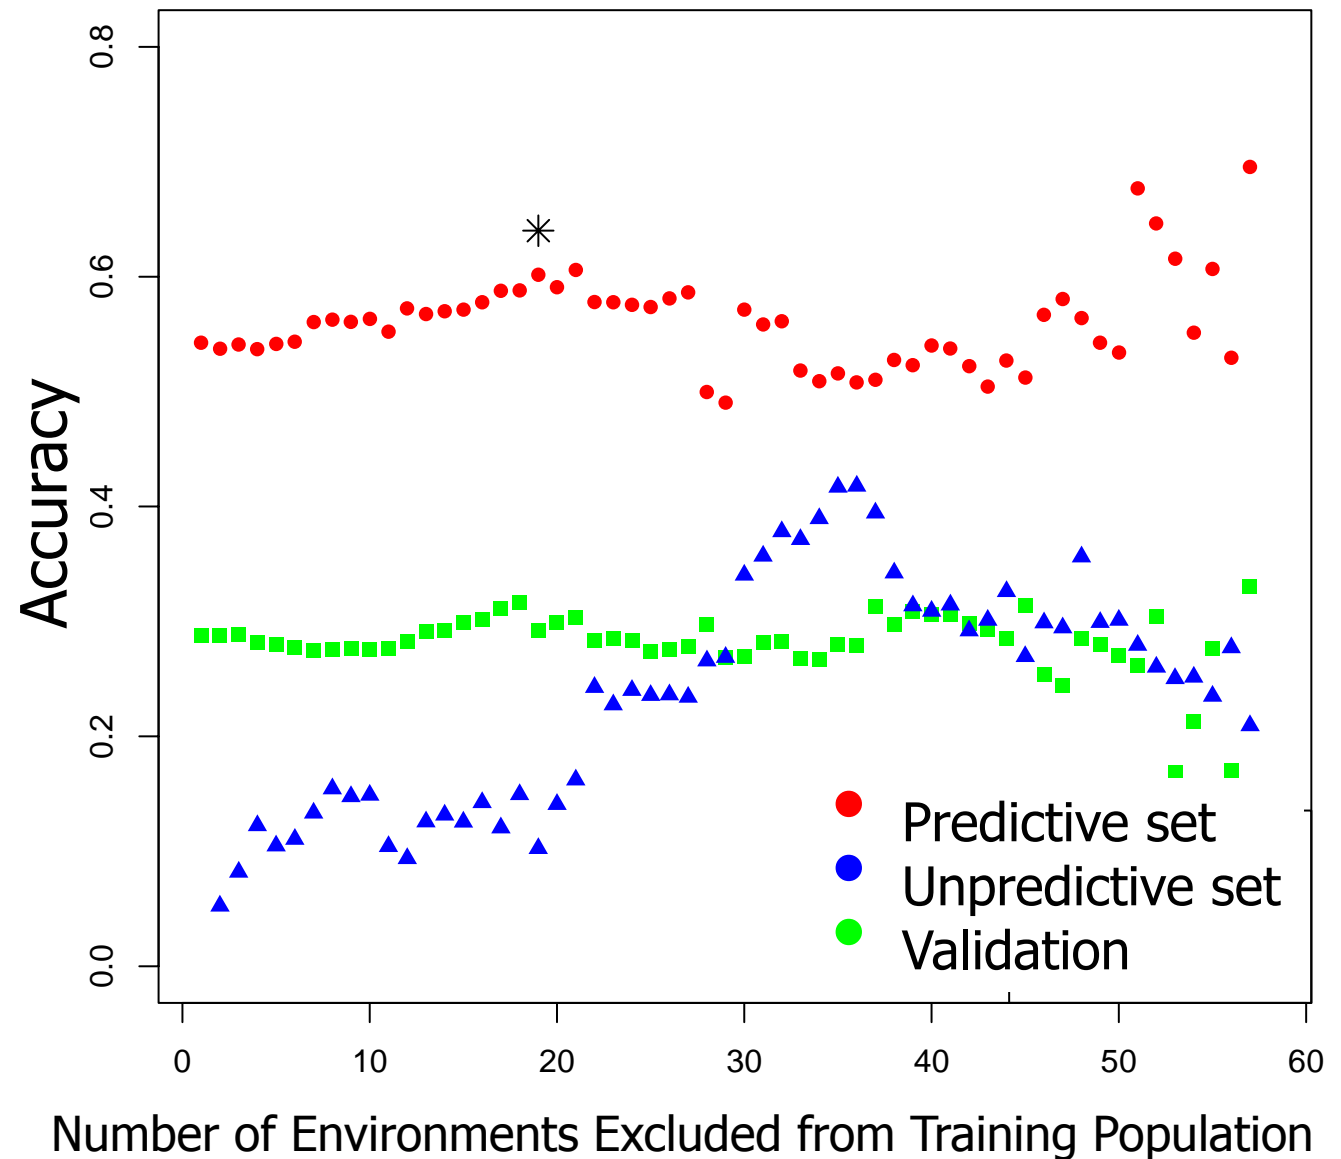 0.8
0.6
0.4
0.2
0.0
Accuracy
Predictive set
Unpredictive set
Validation
0 10 20 30 40 50 60
Number of Environments Excluded from Training Population